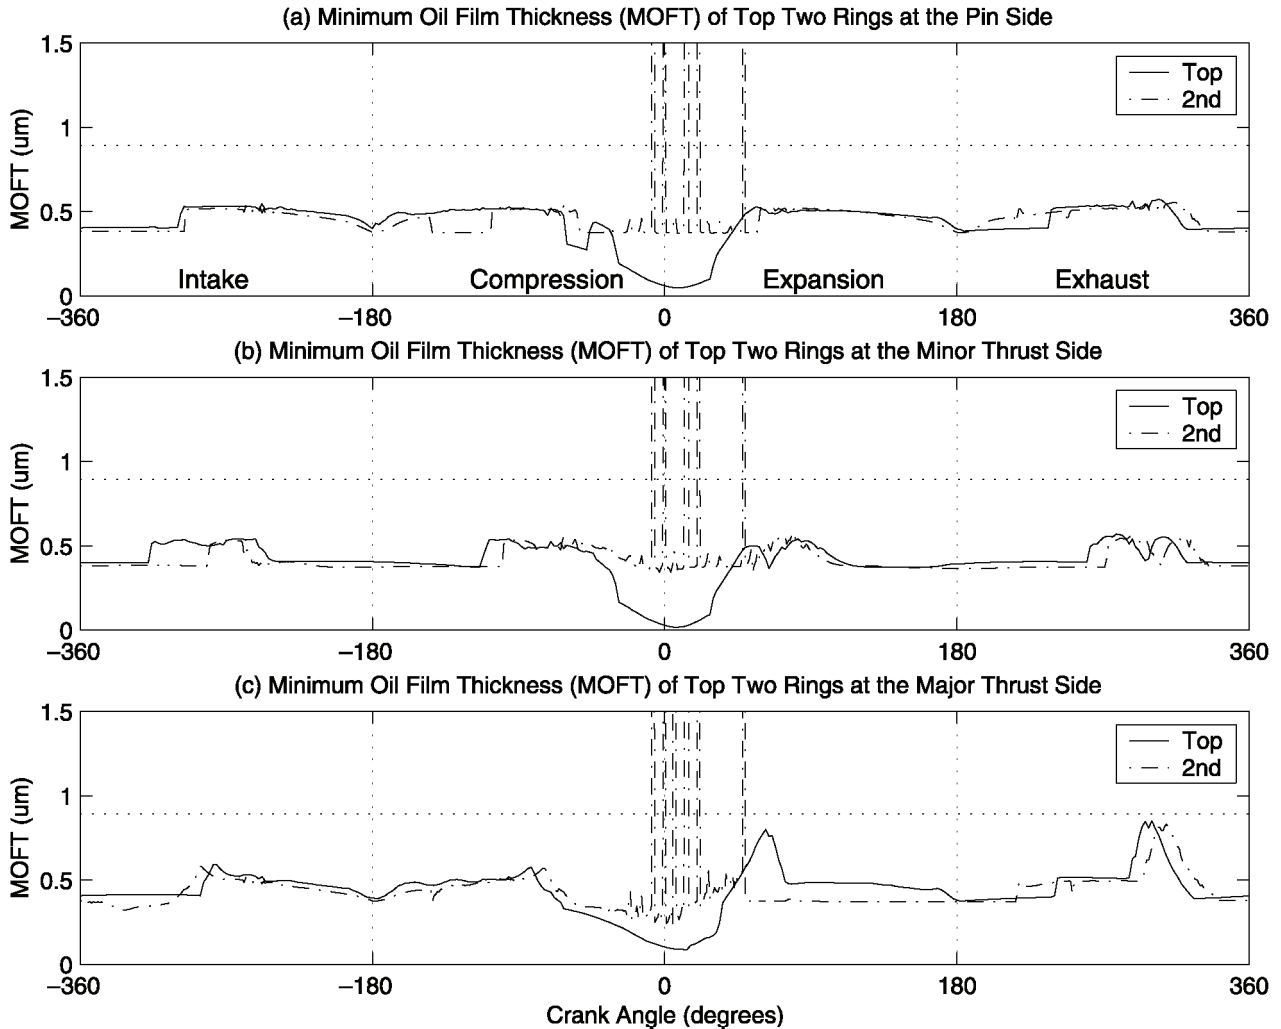 (a) Minimum Oil Film Thickness (MOFT) of Top Two Rings at the Pin Side
1.5
Top
2nd
1
MOFT (um)
0.5
Intake
Compression
Expansion
Exhaust
0
−360
−180
0
180
360
(b) Minimum Oil Film Thickness (MOFT) of Top Two Rings at the Minor Thrust Side
1.5
Top
2nd
1
MOFT (um)
0.5
0
−360
−180
0
180
360
(c) Minimum Oil Film Thickness (MOFT) of Top Two Rings at the Major Thrust Side
1.5
Top
2nd
1
MOFT (um)
0.5
0
−360
−180
0
180
360
Crank Angle (degrees)